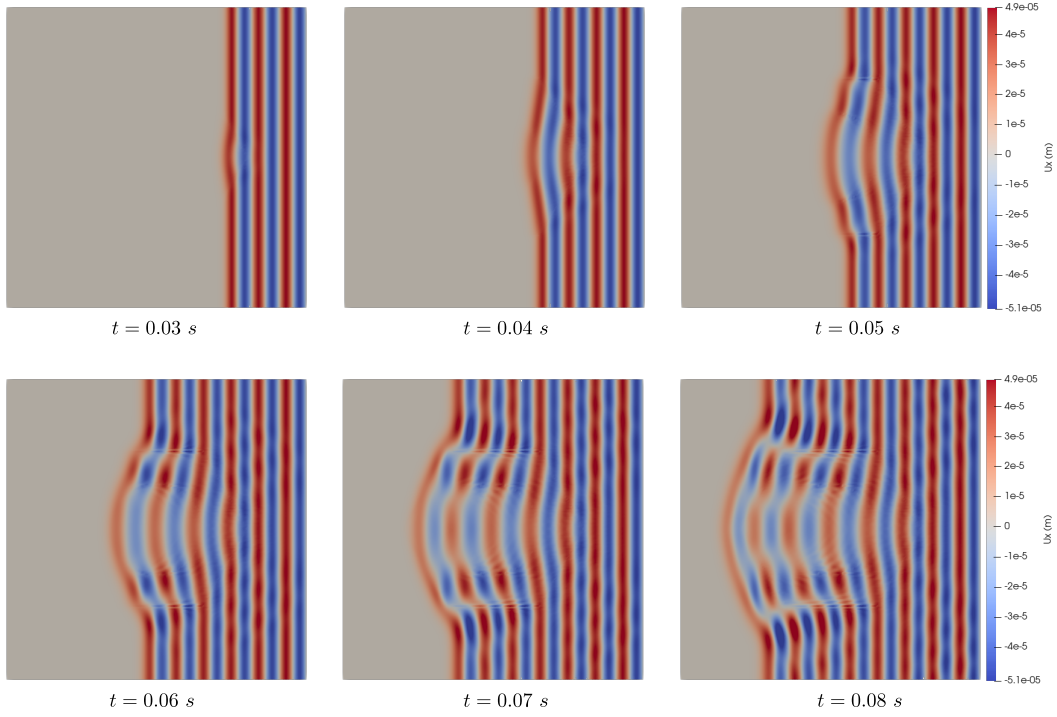 4.9e-05
4e-5
3e-5
2e-5
1e-5
0
-1e-5
-2e-5
-3e-5
-4e-5
-5.1e-05
Ux (m)
t = 0.03 s
t = 0.04 s
t = 0.05 s
4.9e-05
4e-5
3e-5
2e-5
1e-5
0
-1e-5
-2e-5
-3e-5
-4e-5
-5.1e-05
Ux (m)
t = 0.06 s
t = 0.07 s
t = 0.08 s